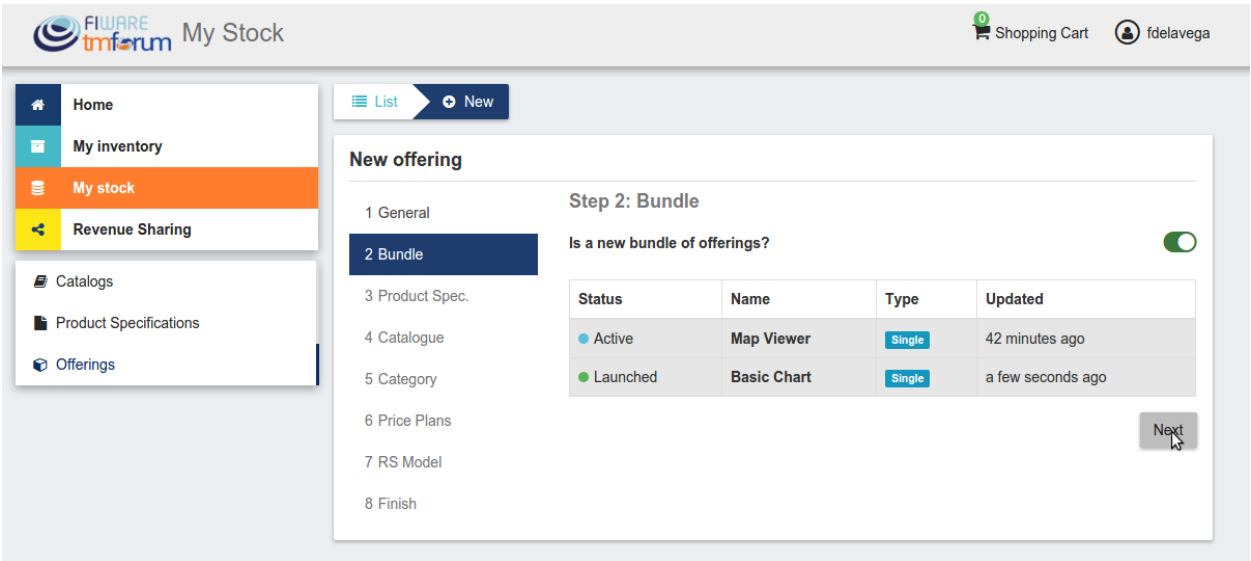 FIWARE
tmforum
My Stock
0
Shopping Cart
fdelavega
Home
My inventory
My stock
Revenue Sharing
Catalogs
Product Specifications
Offerings
List
New
New offering
1 General
2 Bundle
3 Product Spec.
4 Catalogue
5 Category
6 Price Plans
7 RS Model
8 Finish
Step 2: Bundle
Is a new bundle of offerings?
Status Name Type Updated
Active Map Viewer Single 42 minutes ago
Launched Basic Chart Single a few seconds ago
Next